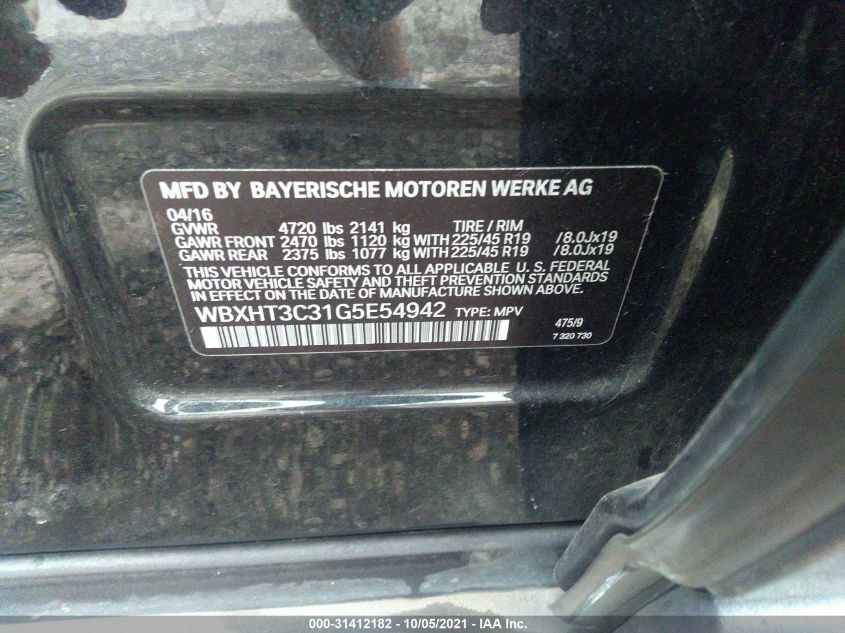 MFD BY BAYERISCHE MOTOREN WERKE AG
04/16
GVWR 4720 lbs 2141 kg TIRE / RIM
GAWR FRONT 2470 lbs 1120 kg WITH 225/45 R19 /8.0Jx19
GAWR REAR 2375 lbs 1077 kg WITH 225/45 R19 /8.0Jx19
THIS VEHICLE CONFORMS TO ALL APPLICABLE U. S. FEDERAL
MOTOR VEHICLE SAFETY AND THEFT PREVENTION STANDARDS
IN EFFECT ON THE DATE OF MANUFACTURE SHOWN ABOVE.
WBXHT3C31G5E54942 TYPE: MPV
475/9
7 320 730
000-31412182 - 10/05/2021 - IAA Inc.